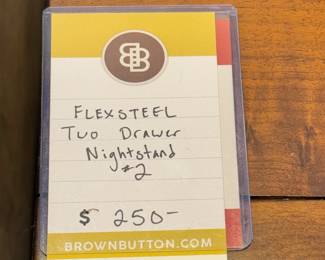 BB
FLEXSTEEL
Two Drawer
Nightstand
#2
$ 250-
BROWNBUTTON.COM